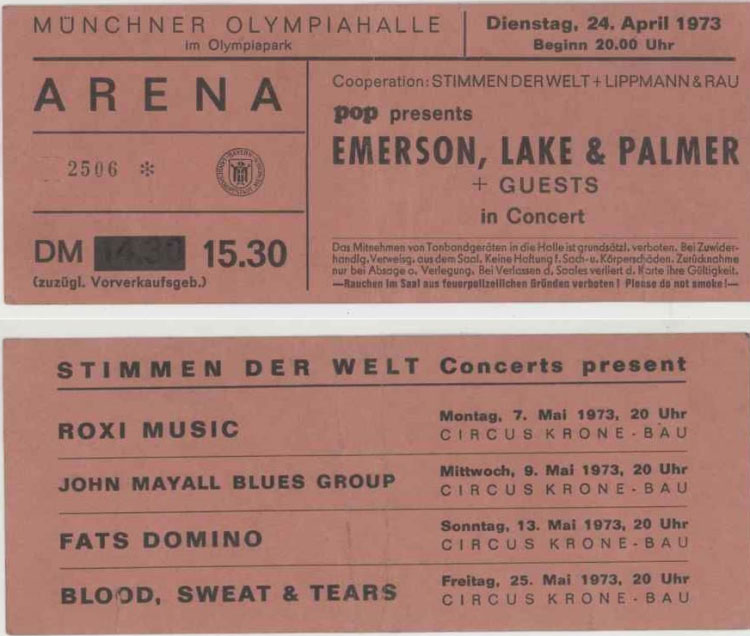 MÜNCHNER OLYMPIAHALLE
im Olympiapark
Dienstag, 24. April 1973
Beginn 20.00 Uhr
ARENA
2506 *
DM 14.30 15.30
(zuzügl. Vorverkaufsgeb.)
Cooperation: STIMMEN DER WELT + LIPPMANN & RAU
pop presents
EMERSON, LAKE & PALMER
+ GUESTS
in Concert
Das Mitnehmen von Tonbandgeräten in die Halle ist grundsätzl. verboten. Bei Zuwider-
handlg. Verweisg. aus dem Saal. Keine Haftung f. Sach- u. Körperschäden. Zurücknahme
nur bei Absage o. Verlegung. Bei Verlassen d. Saales verliert d. Karte ihre Gültigkeit.
—Rauchen im Saal aus feuerpolizeilichen Gründen verboten! Please do not smoke!—
STIMMEN DER WELT Concerts present
ROXI MUSIC
Montag, 7. Mai 1973, 20 Uhr
CIRCUS KRONE-BAU
JOHN MAYALL BLUES GROUP
Mittwoch, 9. Mai 1973, 20 Uhr
CIRCUS KRONE-BAU
FATS DOMINO
Sonntag, 13. Mai 1973, 20 Uhr
CIRCUS KRONE-BAU
BLOOD, SWEAT & TEARS
Freitag, 25. Mai 1973, 20 Uhr
CIRCUS KRONE-BAU